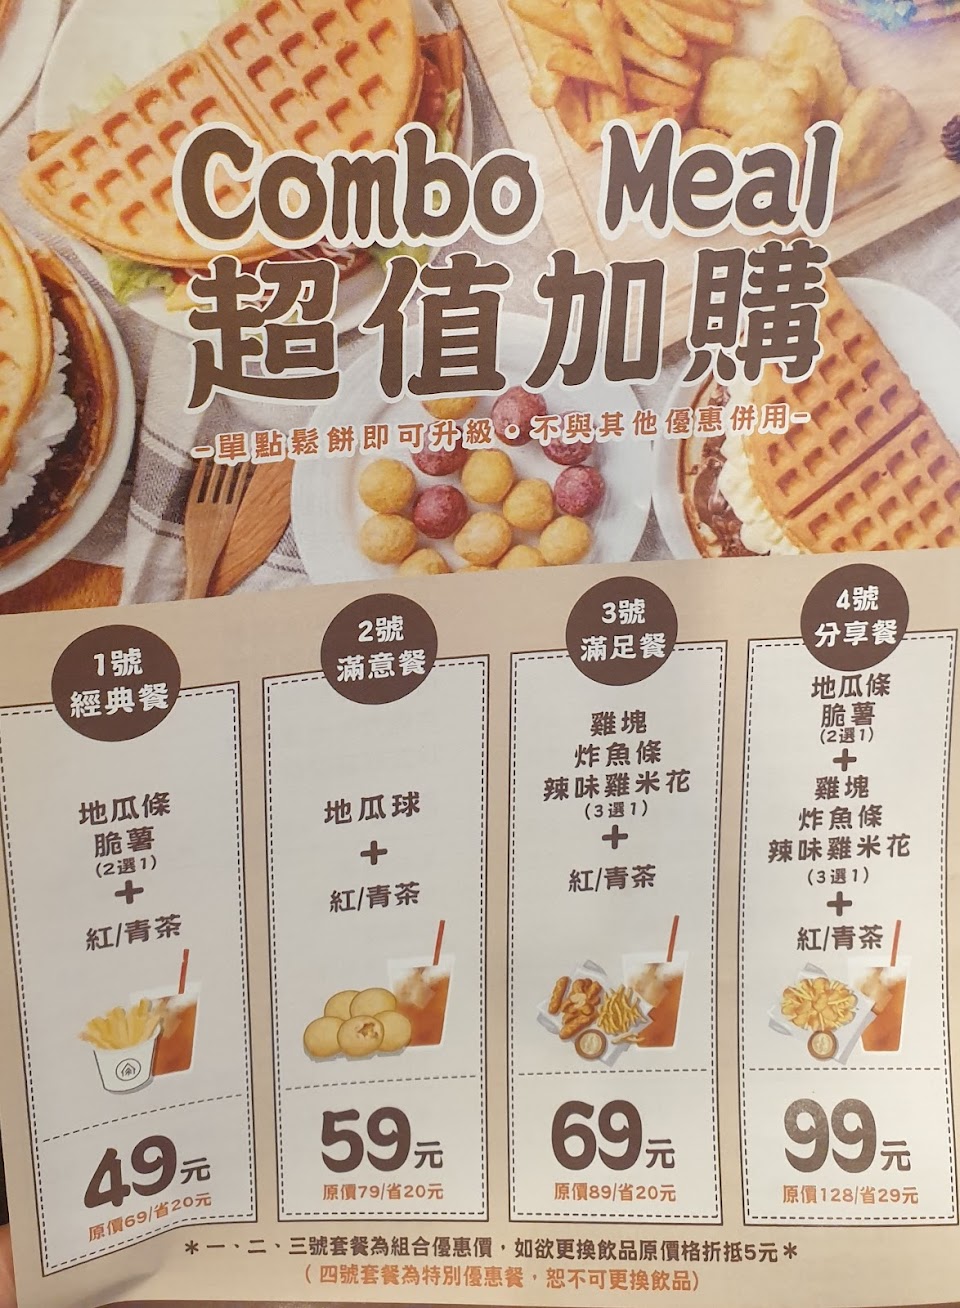 Combo Meal
超值加購
-單點鬆餅即可升級。不與其他優惠併用-
1號
經典餐
地瓜條
脆薯
(2選1)
+
紅/青茶
49元
原價69/省20元
2號
滿意餐
地瓜球
+
紅/青茶
59元
原價79/省20元
3號
滿足餐
雞塊
炸魚條
辣味雞米花
(3選1)
+
紅/青茶
69元
原價89/省20元
4號
分享餐
地瓜條
脆薯
(2選1)
+
雞塊
炸魚條
辣味雞米花
(3選1)
+
紅/青茶
99元
原價128/省29元
*一、二、三號套餐為組合優惠價，如欲更換飲品原價格折抵5元*
(四號套餐為特別優惠餐，恕不可更換飲品)